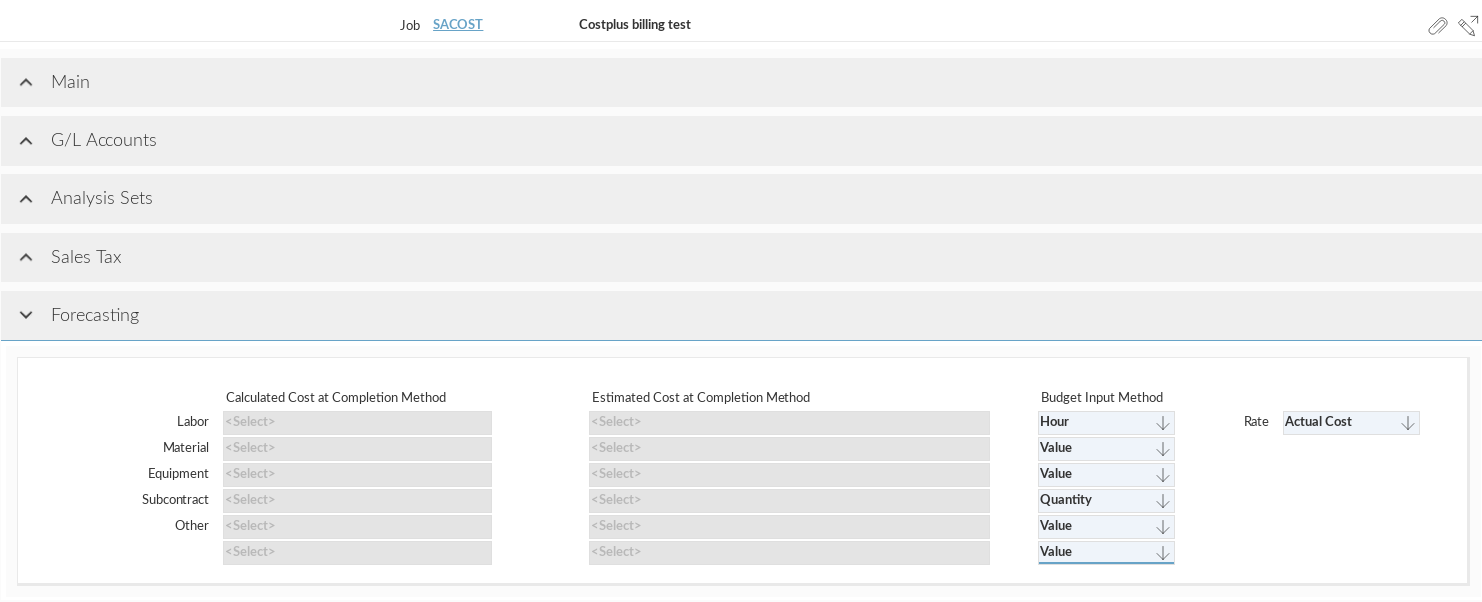 Job SACOST Costplus billing test
Main
G/L Accounts
Analysis Sets
Sales Tax
Forecasting
Calculated Cost at Completion Method Estimated Cost at Completion Method Budget Input Method
Labor <Select> <Select> Hour Rate Actual Cost
Material <Select> <Select> Value
Equipment <Select> <Select> Value
Subcontract <Select> <Select> Quantity
Other <Select> <Select> Value
<Select> <Select> Value